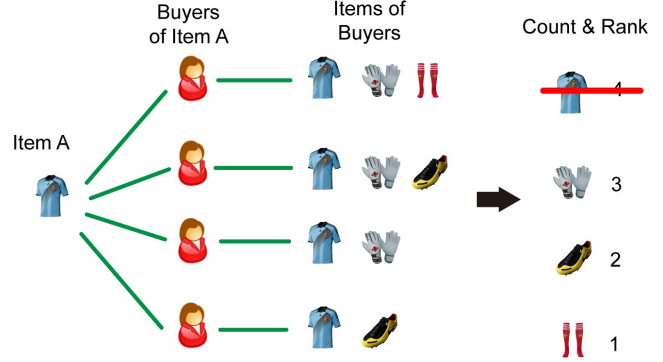 Buyers
of Item A
Items of
Buyers
Count & Rank
4
Item A
3
2
1